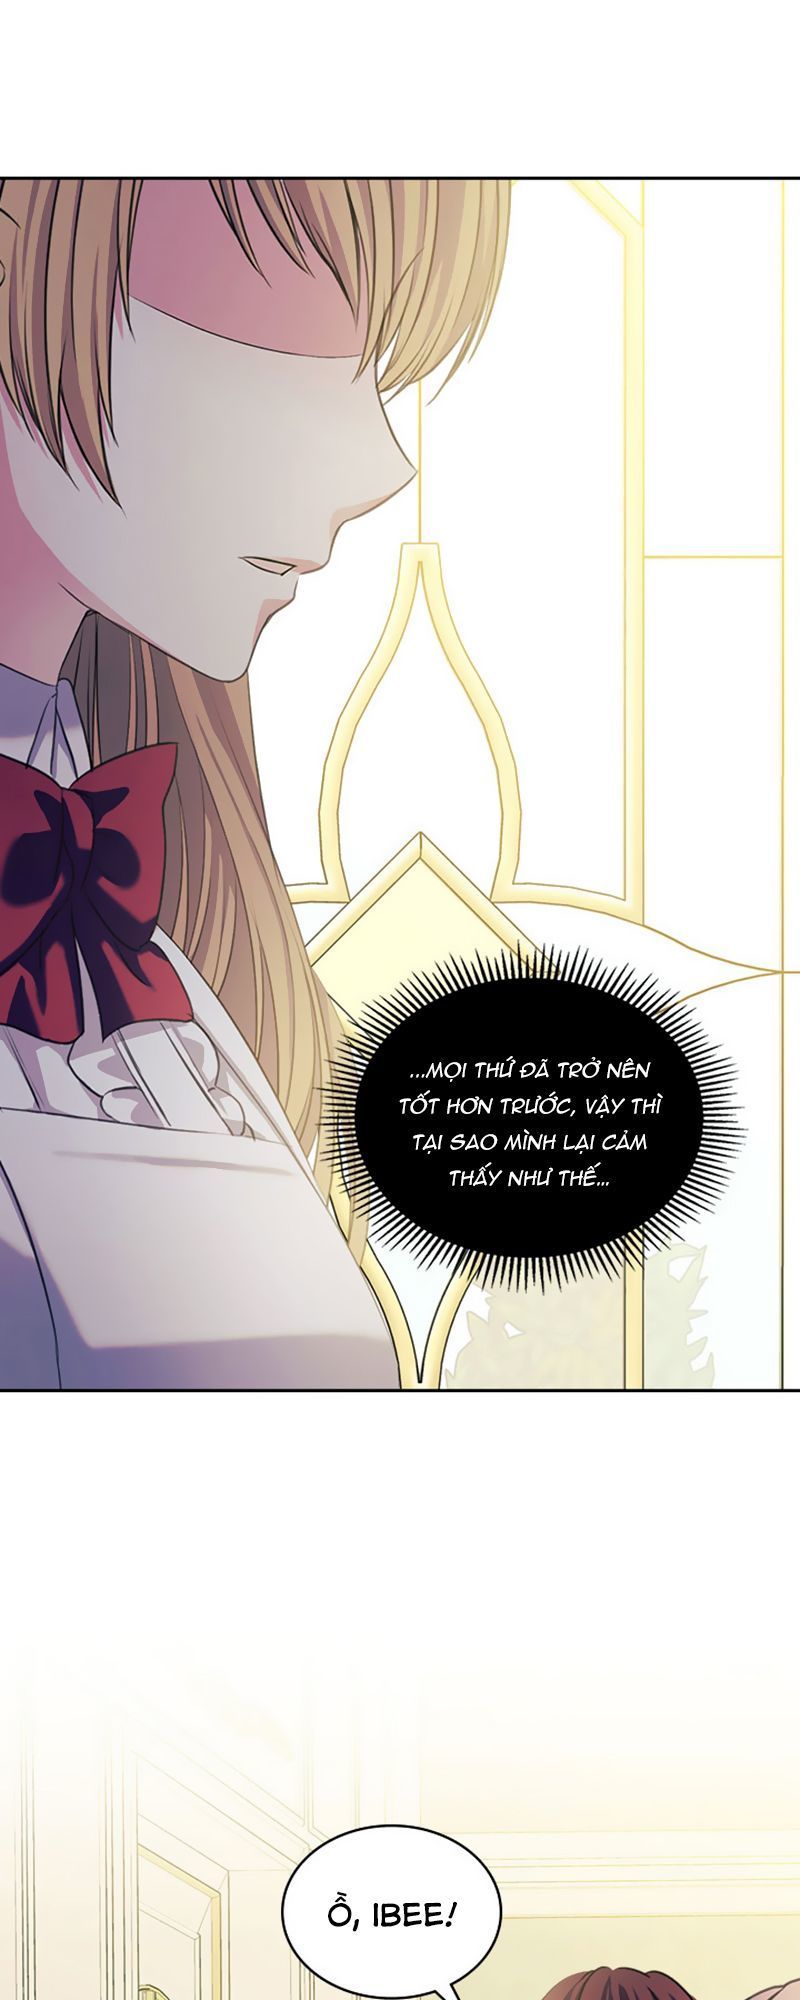 ...MỌI THỨ ĐÃ TRỞ NÊN
TỐT HƠN TRƯỚC, VẬY THÌ
TẠI SAO MÌNH LẠI CẢM
THẤY NHƯ THẾ...
Ồ, IBEE!